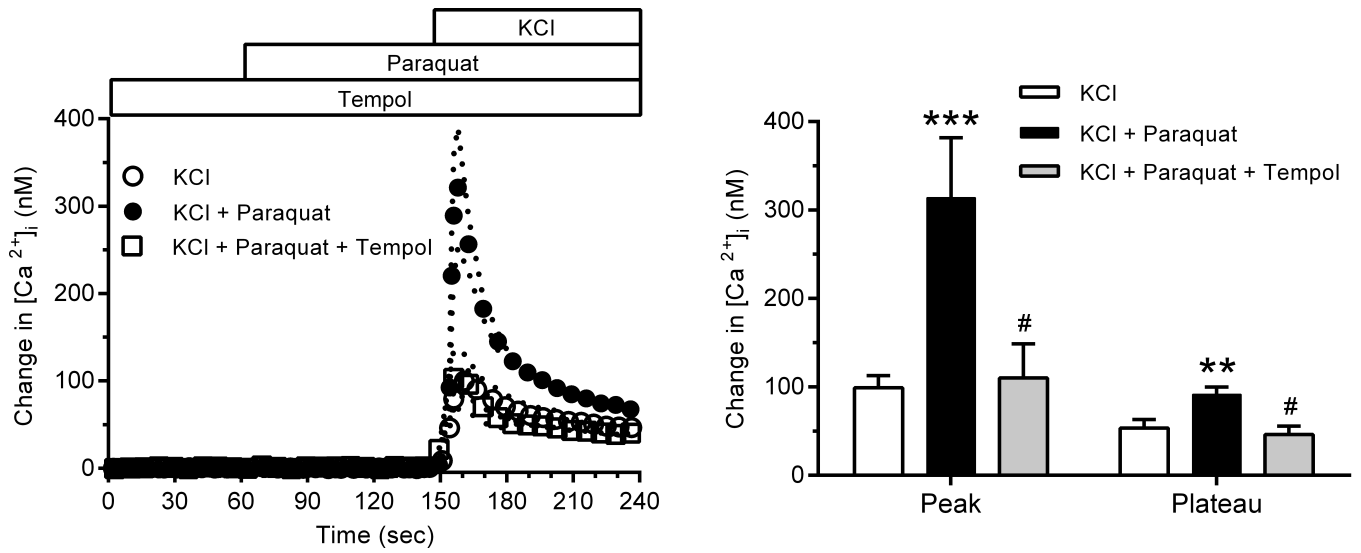 KCl
Paraquat
Tempol
400
300
200
100
0
Change in [Ca 2+]i (nM)
KCl
KCl + Paraquat
KCl + Paraquat + Tempol
0 30 60 90 120 150 180 210 240
Time (sec)
KCl
KCl + Paraquat
KCl + Paraquat + Tempol
400
300
200
100
0
Change in [Ca 2+]i (nM)
***
#
**
#
Peak Plateau